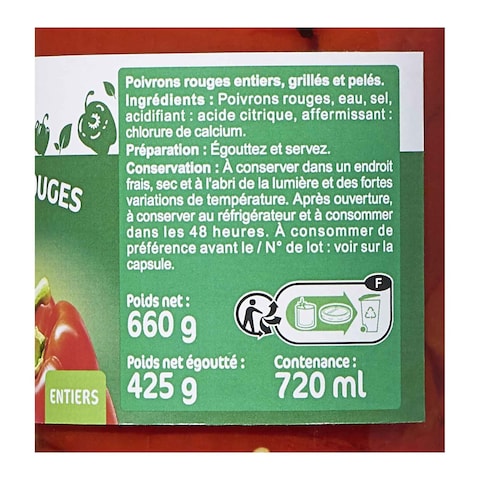 Poivrons rouges entiers, grillés et pelés.
Ingrédients : Poivrons rouges, eau, sel,
acidifiant : acide citrique, affermissant :
chlorure de calcium.
Préparation : Égouttez et servez.
Conservation : À conserver dans un endroit
frais, sec et à l'abri de la lumière et des fortes
variations de température. Après ouverture,
à conserver au réfrigérateur et à consommer
dans les 48 heures. À consommer de
préférence avant le / N° de lot : voir sur la
capsule.
OUGES
Poids net :
660 g
F
Poids net égoutté :
425 g
Contenance :
720 ml
ENTIERS